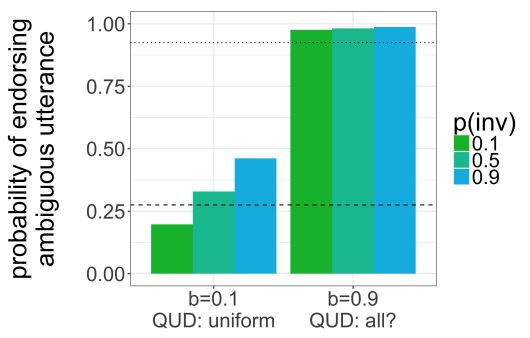 probability of endorsing
ambiguous utterance
1.00
0.75
0.50
0.25
0.00
b=0.1
QUD: uniform
b=0.9
QUD: all?
p(inv)
0.1
0.5
0.9